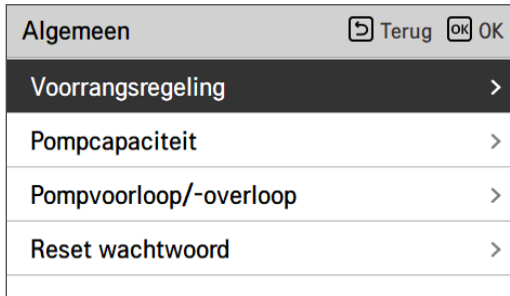 Algemeen Terug OK OK
Voorrangsregeling >
Pompcapaciteit >
Pompvoorloop/-overloop >
Reset wachtwoord >